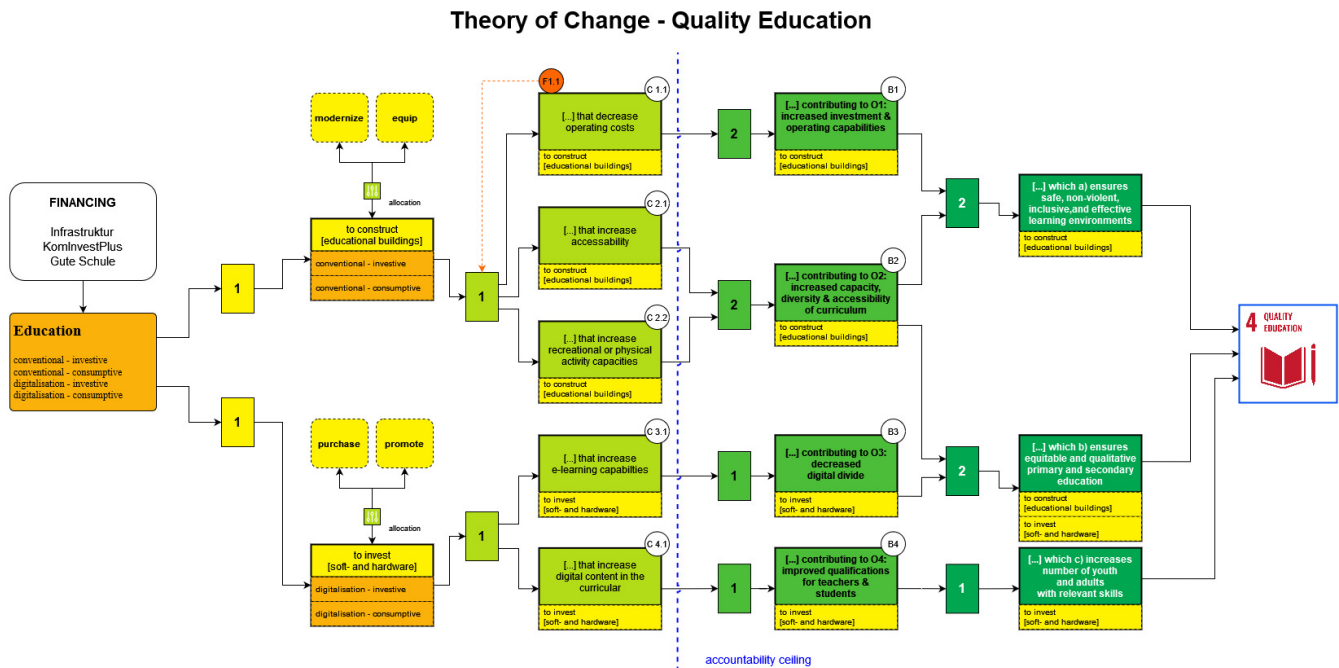 Theory of Change - Quality Education
FINANCING
Infrastruktur
KomInvestPlus
Gute Schule
Education
conventional - investive
conventional - consumptive
digitalisation - investive
digitalisation - consumptive
1
1
modernize
equip
allocation
to construct
[educational buildings]
conventional - investive
conventional - consumptive
purchase
promote
allocation
to invest
[soft- and hardware]
digitalisation - investive
digitalisation - consumptive
1
1
F1.1
C 1.1
[...] that decrease
operating costs
to construct
[educational buildings]
C 2.1
[...] that increase
accessability
to construct
[educational buildings]
C 2.2
[...] that increase
recreational or physical
activity capacities
to construct
[educational buildings]
C 3.1
[...] that increase
e-learning capabilties
to invest
[soft- and hardware]
C 4.1
[...] that increase
digital content in the
curricular
to invest
[soft- and hardware]
accountability ceiling
2
2
1
1
B1
[...] contributing to O1:
increased investment &
operating capabilities
to construct
[educational buildings]
B2
[...] contributing to O2:
increased capacity,
diversity & accessibility
of curriculum
to construct
[educational buildings]
B3
[...] contributing to O3:
decreased
digital divide
to invest
[soft- and hardware]
B4
[...] contributing to O4:
improved qualifications
for teachers &
students
to invest
[soft- and hardware]
2
2
1
[...] which a) ensures
safe, non-violent,
inclusive,and effective
learning environments
to construct
[educational buildings]
[...] which b) ensures
equitable and qualitative
primary and secondary
education
to construct
[educational buildings]
to invest
[soft- and hardware]
[...] which c) increases
number of youth
and adults
with relevant skills
to invest
[soft- and hardware]
4 QUALITY
EDUCATION